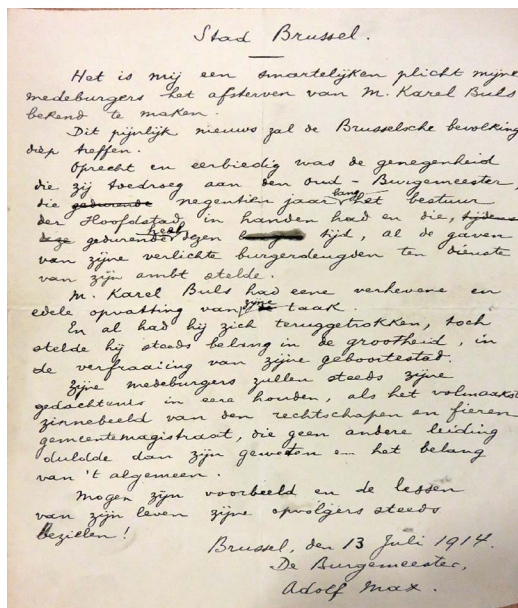 Stad Brussel.
Het is mij een smartelijken plicht mijne
medeburgers het afsterven van M. Karel Buls
bekend te maken.
Dit pijnlijk nieuws zal de Brusselsche bevolking
diep treffen.
Oprecht en eerbiedig was de genegenheid
die zij toedroeg aan den oud-Burgemeester,
die gedurende negentien jaar lang het bestuur
der Hoofdstad, in handen had en die, tijdens
deze gedurende heel dezen tijd, al de gaven
van zijne verlichte burgerdeugden ten dienste
van zijn ambt stelde.
M. Karel Buls had eene verhevene en
edele opvatting van zijne taak.
En al had hij zich teruggetrokken, toch
stelde hij steeds belang in de grootheid, in
de verfraaiing van zijne geboortestad.
Zijne medeburgers zullen steeds zijne
gedachtenis in eere houden, als het volmaakst
zinnebeeld van den rechtschapen en fieren
gemeentemagistraat, die geen andere leiding
duldde dan zijn geweten en het belang
van 't algemeen.
Mogen zijn voorbeeld en de lessen
van zijn leven zijne opvolgers steeds
bezielen!
Brussel, den 13 Juli 1914.
De Burgemeester,
Adolf Max.